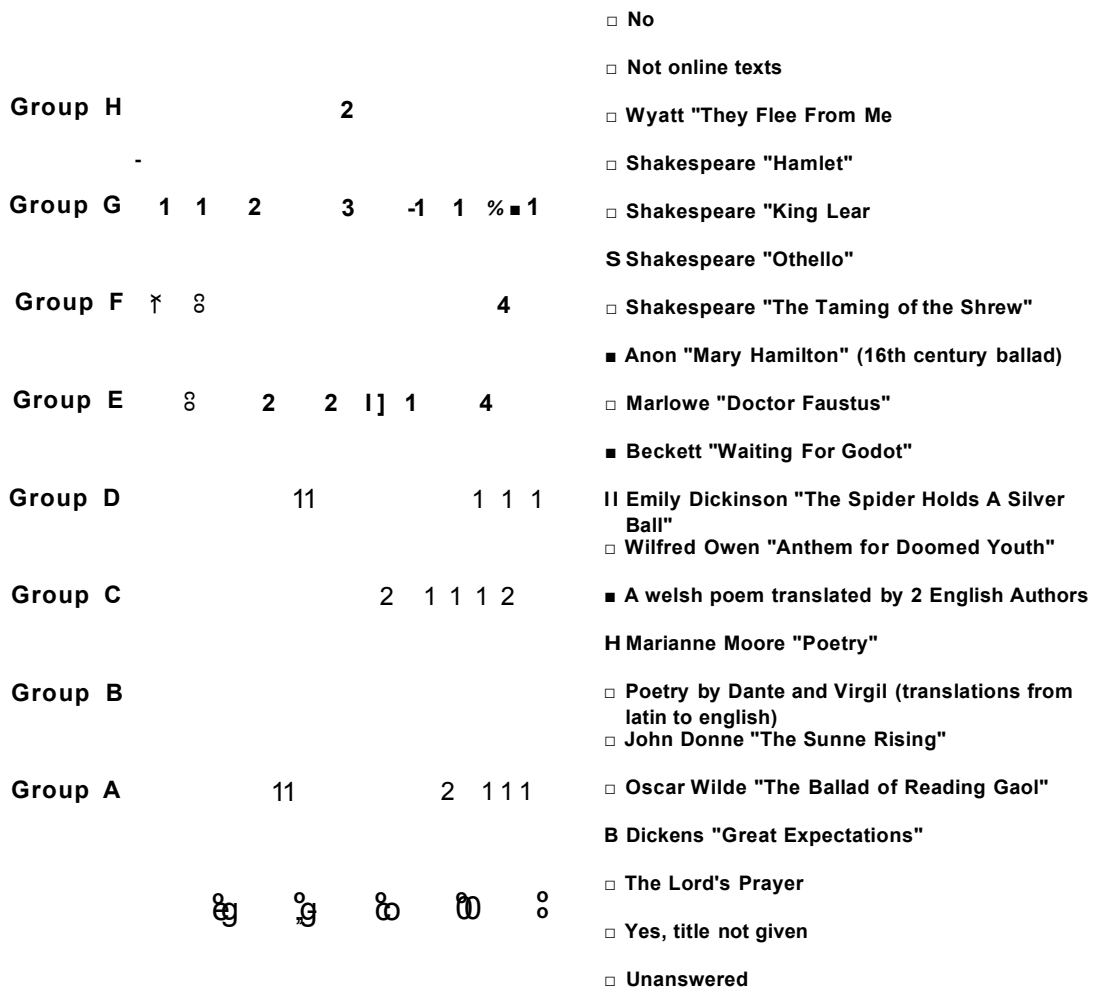 □ No
□ Not online texts
Group H 2
□ Wyatt "They Flee From Me
-
□ Shakespeare "Hamlet"
Group G 1 1 2 3 -1 1 % ■ 1
□ Shakespeare "King Lear
S Shakespeare "Othello"
Group F 4
□ Shakespeare "The Taming of the Shrew"
■ Anon "Mary Hamilton" (16th century ballad)
Group E 2 2 I ] 1 4
□ Marlowe "Doctor Faustus"
■ Beckett "Waiting For Godot"
Group D 11 1 1 1
II Emily Dickinson "The Spider Holds A Silver
Ball"
□ Wilfred Owen "Anthem for Doomed Youth"
Group C 2 1 1 1 2
■ A welsh poem translated by 2 English Authors
H Marianne Moore "Poetry"
Group B
□ Poetry by Dante and Virgil (translations from
latin to english)
□ John Donne "The Sunne Rising"
Group A 11 2 1 1 1
□ Oscar Wilde "The Ballad of Reading Gaol"
B Dickens "Great Expectations"
□ The Lord's Prayer
□ Yes, title not given
□ Unanswered